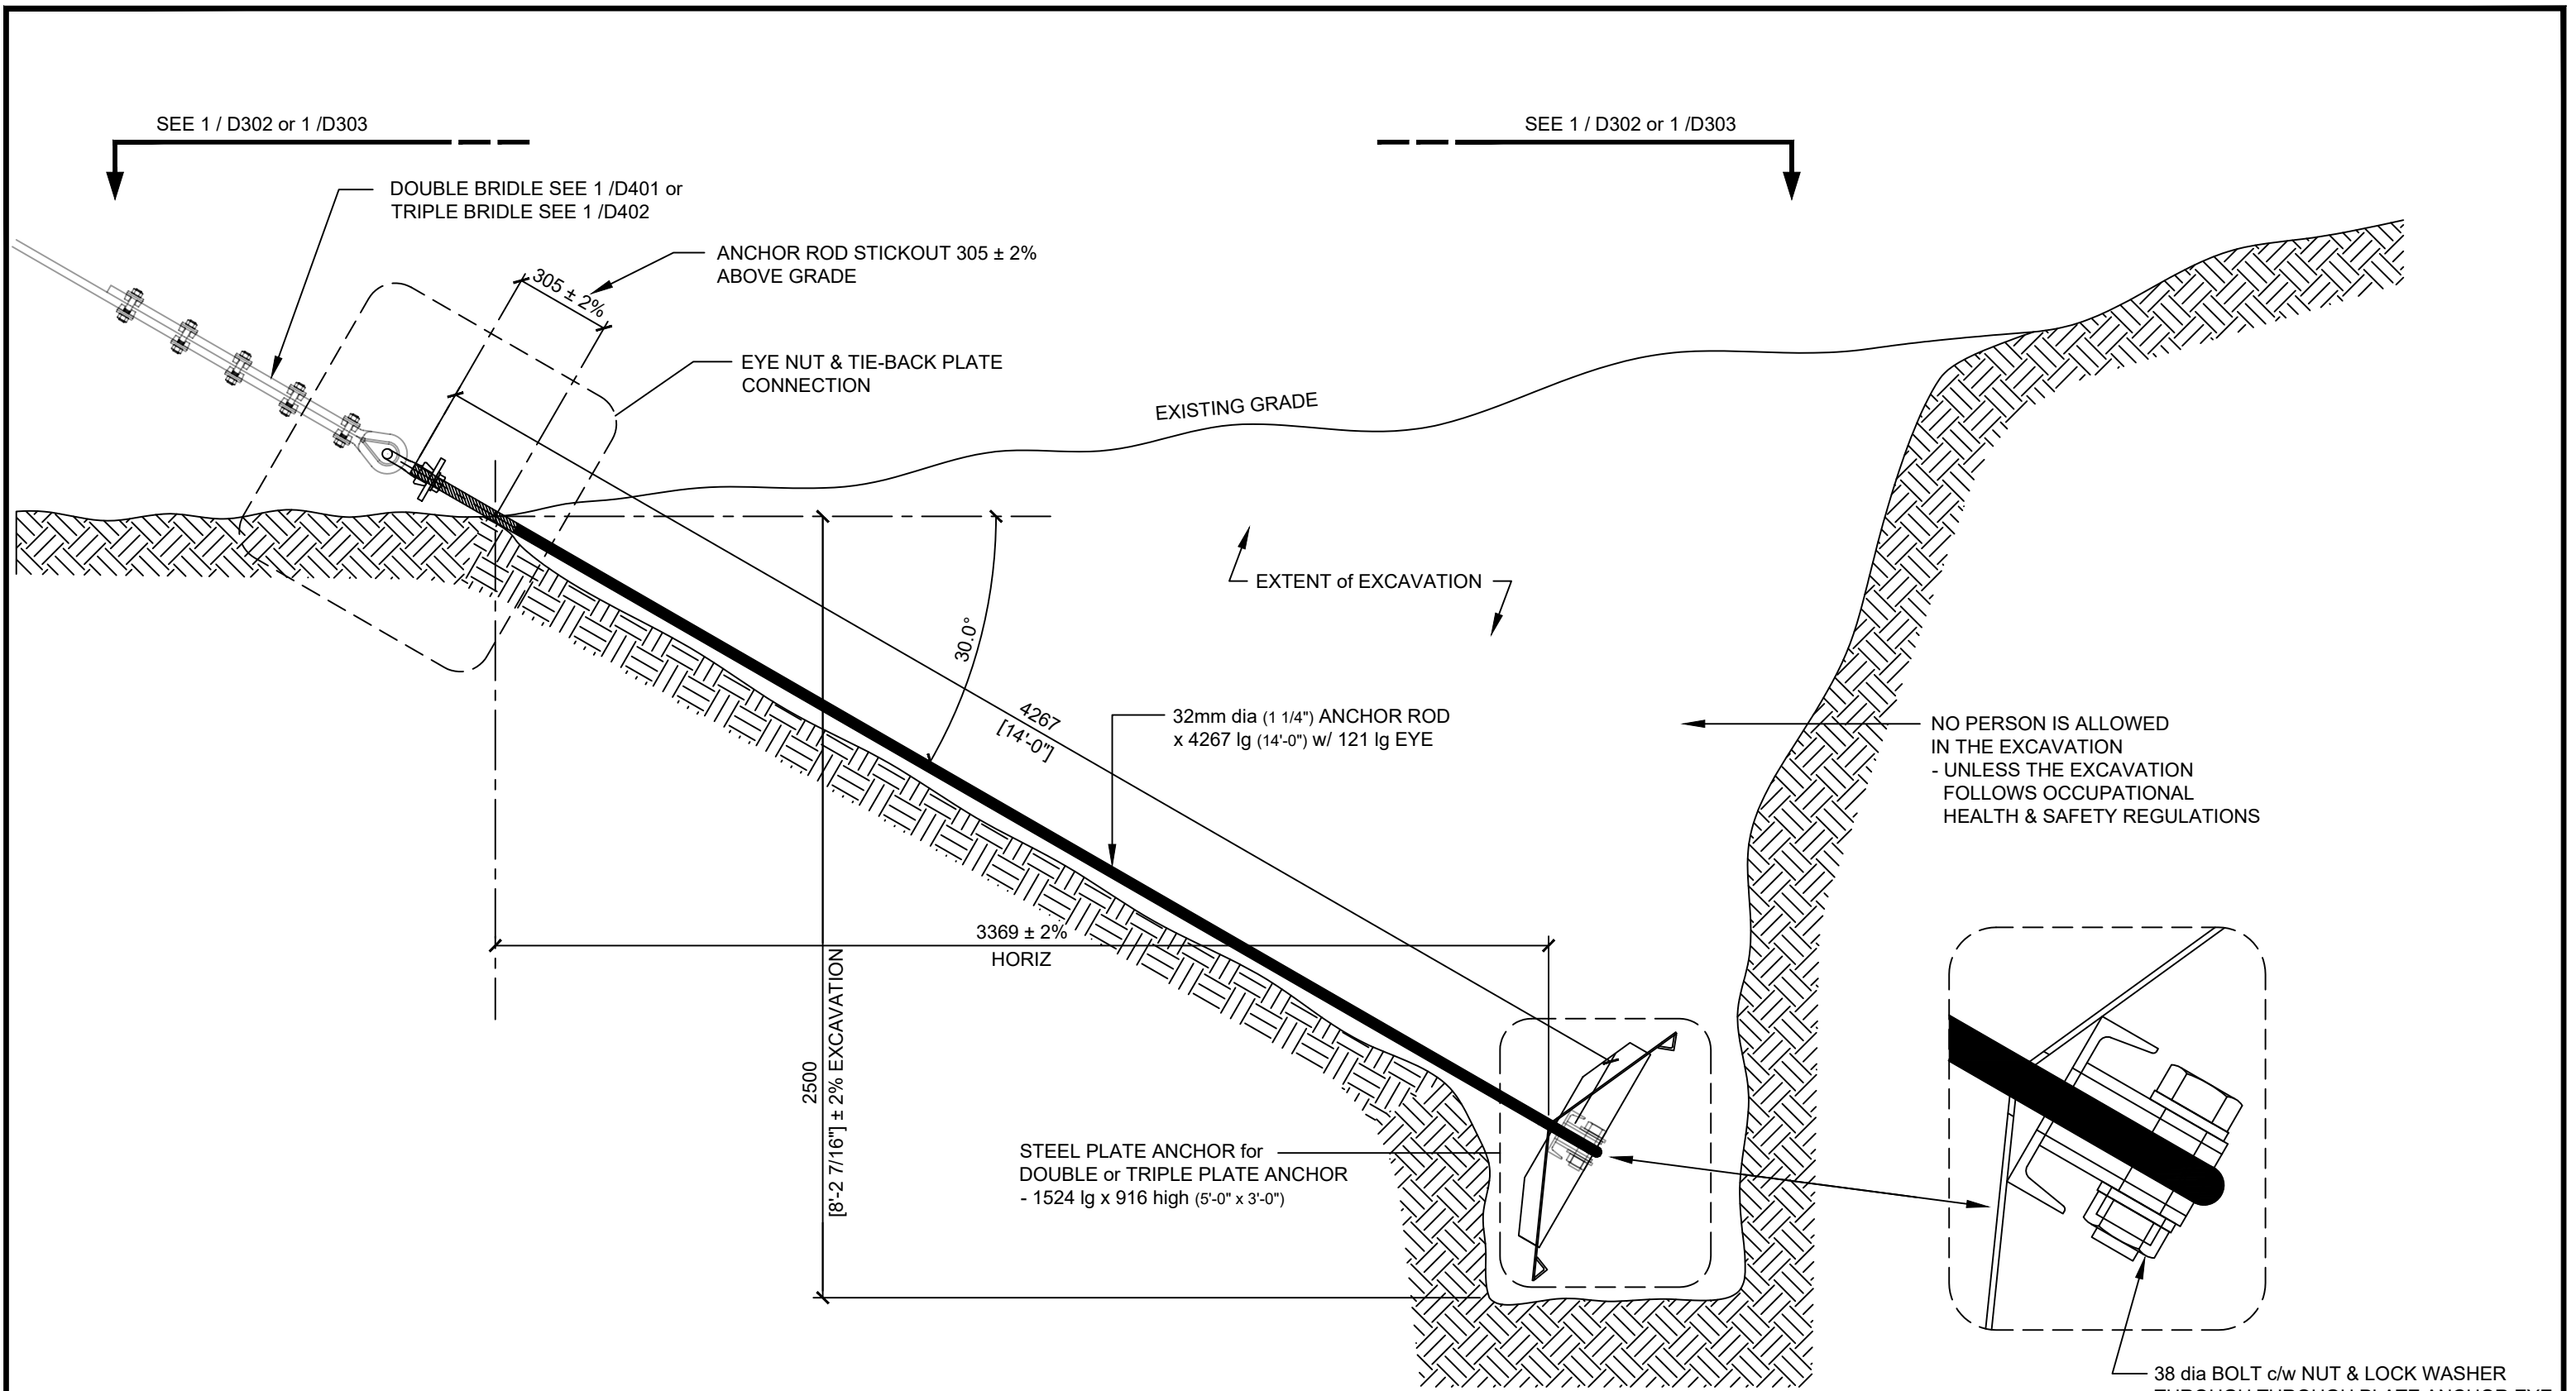 SEE 1 / D302 or 1 /D303
SEE 1 / D302 or 1 /D303
DOUBLE BRIDLE SEE 1 /D401 or
TRIPLE BRIDLE SEE 1 /D402
ANCHOR ROD STICKOUT 305 ± 2%
ABOVE GRADE
305 ± 2%
EYE NUT & TIE-BACK PLATE
CONNECTION
EXISTING GRADE
EXTENT of EXCAVATION
30.0°
4267
[14'-0"]
32mm dia (1 1/4") ANCHOR ROD
x 4267 lg (14'-0") w/ 121 lg EYE
NO PERSON IS ALLOWED
IN THE EXCAVATION
- UNLESS THE EXCAVATION
FOLLOWS OCCUPATIONAL
HEALTH & SAFETY REGULATIONS
3369 ± 2%
HORIZ
2500
[8'-2 7/16"] ± 2% EXCAVATION
STEEL PLATE ANCHOR for
DOUBLE or TRIPLE PLATE ANCHOR
- 1524 lg x 916 high (5'-0" x 3'-0")
38 dia BOLT c/w NUT & LOCK WASHER
THROUGH THROUGH PLATE ANCHOR EYE